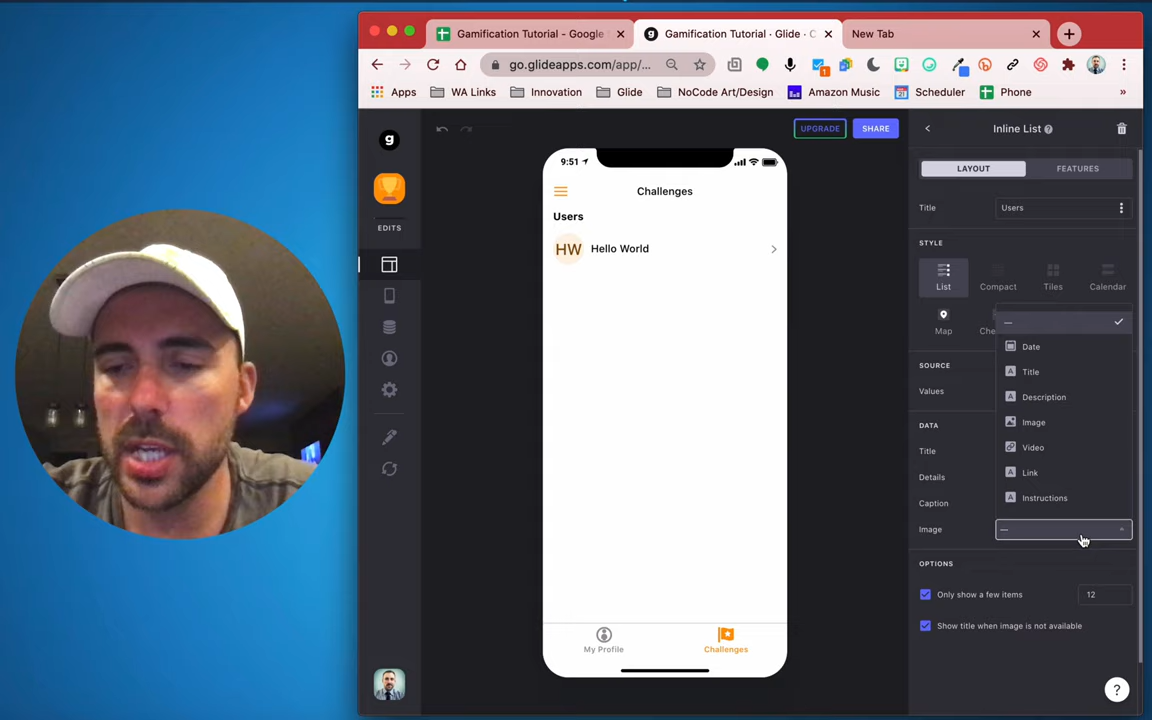 Gamification Tutorial - Google
Gamification Tutorial · Glide · C
New Tab
go.glideapps.com/app/...
Apps
WA Links
Innovation
Glide
NoCode Art/Design
Amazon Music
Scheduler
Phone
»
g
UPGRADE
SHARE
Inline List
EDITS
9:51
Challenges
Users
HW Hello World
My Profile
Challenges
LAYOUT
FEATURES
Title
Users
STYLE
List
Compact
Tiles
Calendar
Map
Che
SOURCE
Values
DATA
Title
Details
Caption
Image
—
Date
Title
Description
Image
Video
Link
Instructions
—
OPTIONS
Only show a few items
12
Show title when image is not available
?